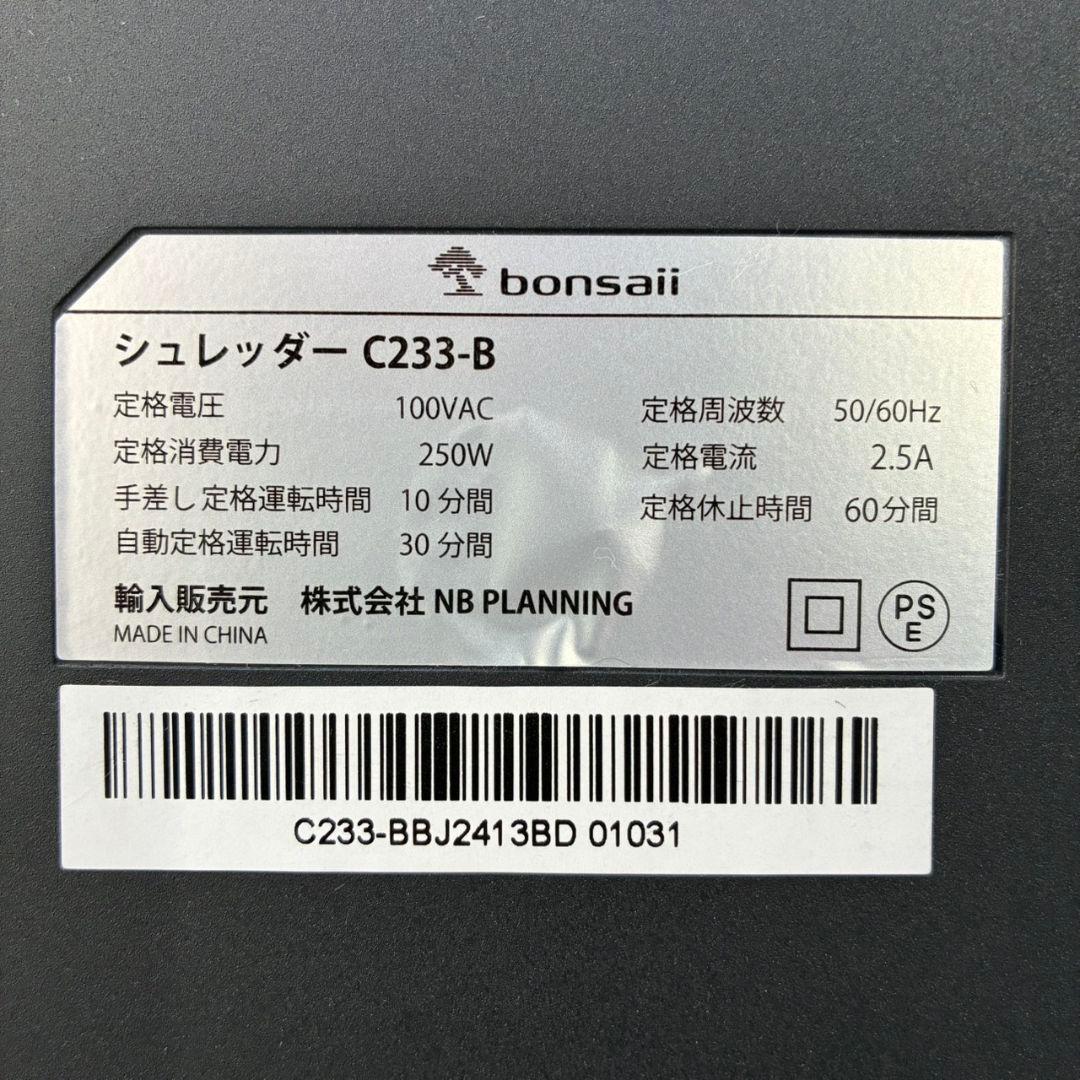 bonsaii
シュレッダー C233-B
定格電圧 100VAC 定格周波数 50/60Hz
定格消費電力 250W 定格電流 2.5A
手差し定格運転時間 10 分間 定格休止時間 60分間
自動定格運転時間 30 分間
輸入販売元 株式会社 NB PLANNING
MADE IN CHINA
PS
E
C233-BBJ2413BD 01031